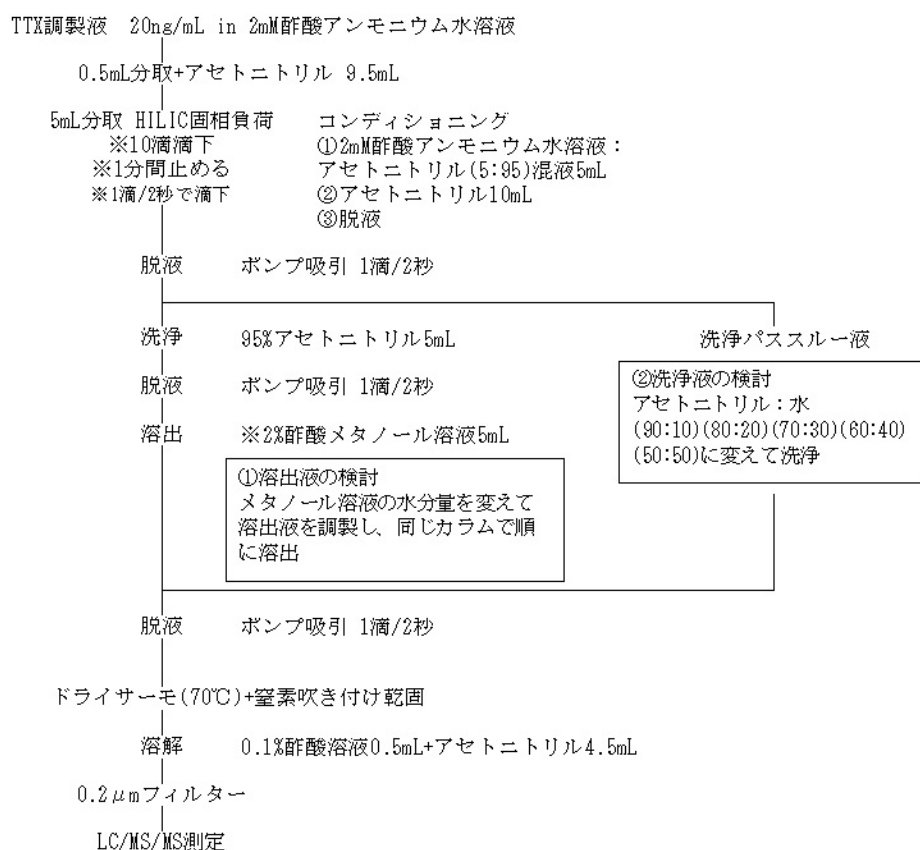 TTX調製液 20ng/mL in 2mM酢酸アンモニウム水溶液
0.5mL分取+アセトニトリル 9.5mL
5mL分取 HILIC固相負荷
※10滴滴下
※1分間止める
※1滴/2秒で滴下
コンディショニング
①2mM酢酸アンモニウム水溶液：
アセトニトリル(5:95)混液5mL
②アセトニトリル10mL
③脱液
脱液 ポンプ吸引 1滴/2秒
洗浄 95%アセトニトリル5mL
脱液 ポンプ吸引 1滴/2秒
溶出 ※2%酢酸メタノール溶液5mL
①溶出液の検討
メタノール溶液の水分量を変えて
溶出液を調製し、同じカラムで順
に溶出
洗浄パススルー液
②洗浄液の検討
アセトニトリル：水
(90:10)(80:20)(70:30)(60:40)
(50:50)に変えて洗浄
脱液 ポンプ吸引 1滴/2秒
ドライサーモ(70℃)+窒素吹き付け乾固
溶解 0.1%酢酸溶液0.5mL+アセトニトリル4.5mL
0.2μmフィルター
LC/MS/MS測定